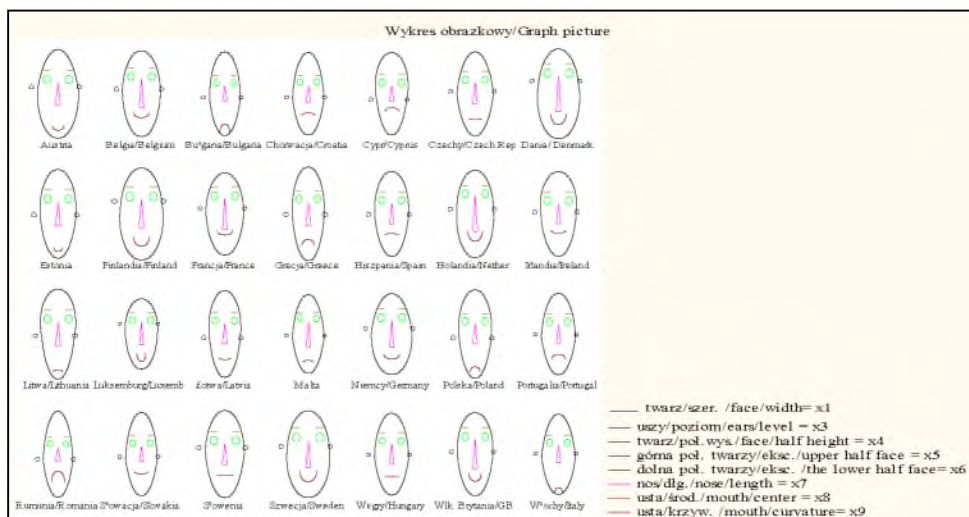 Wykres obrazkowy/Graph picture
Austria Belgia/Belgium Bułgaria/Bulgaria Chorwacja/Croatia Cypr/Cyprus Czechy/Czech Rep Dania/Denmark
Estonia Finlandia/Finland Francja/France Grecja/Greece Hiszpania/Spain Holandia/Nether Irlandia/Ireland
Litwa/Lithuania Luksemburg/Luxemb Łotwa/Latvia Malta Niemcy/Germany Polska/Poland Portugalia/Portugal
Rumunia/Romania Słowacja/Slovakia Słowenia Szwecja/Sweden Węgry/Hungary Wlk. Brytania/GB Włochy/Italy
twarz/szer. /face/width= x1
uszy/poziom/ears/level = x3
twarz/poł.wys./face/half height = x4
górna poł. twarzy/eksc./upper half face = x5
dolna poł. twarzy/eksc. /the lower half face= x6
nos/dłg./nose/length = x7
usta/środ./mouth/center = x8
usta/krzyw. /mouth/curvature= x9